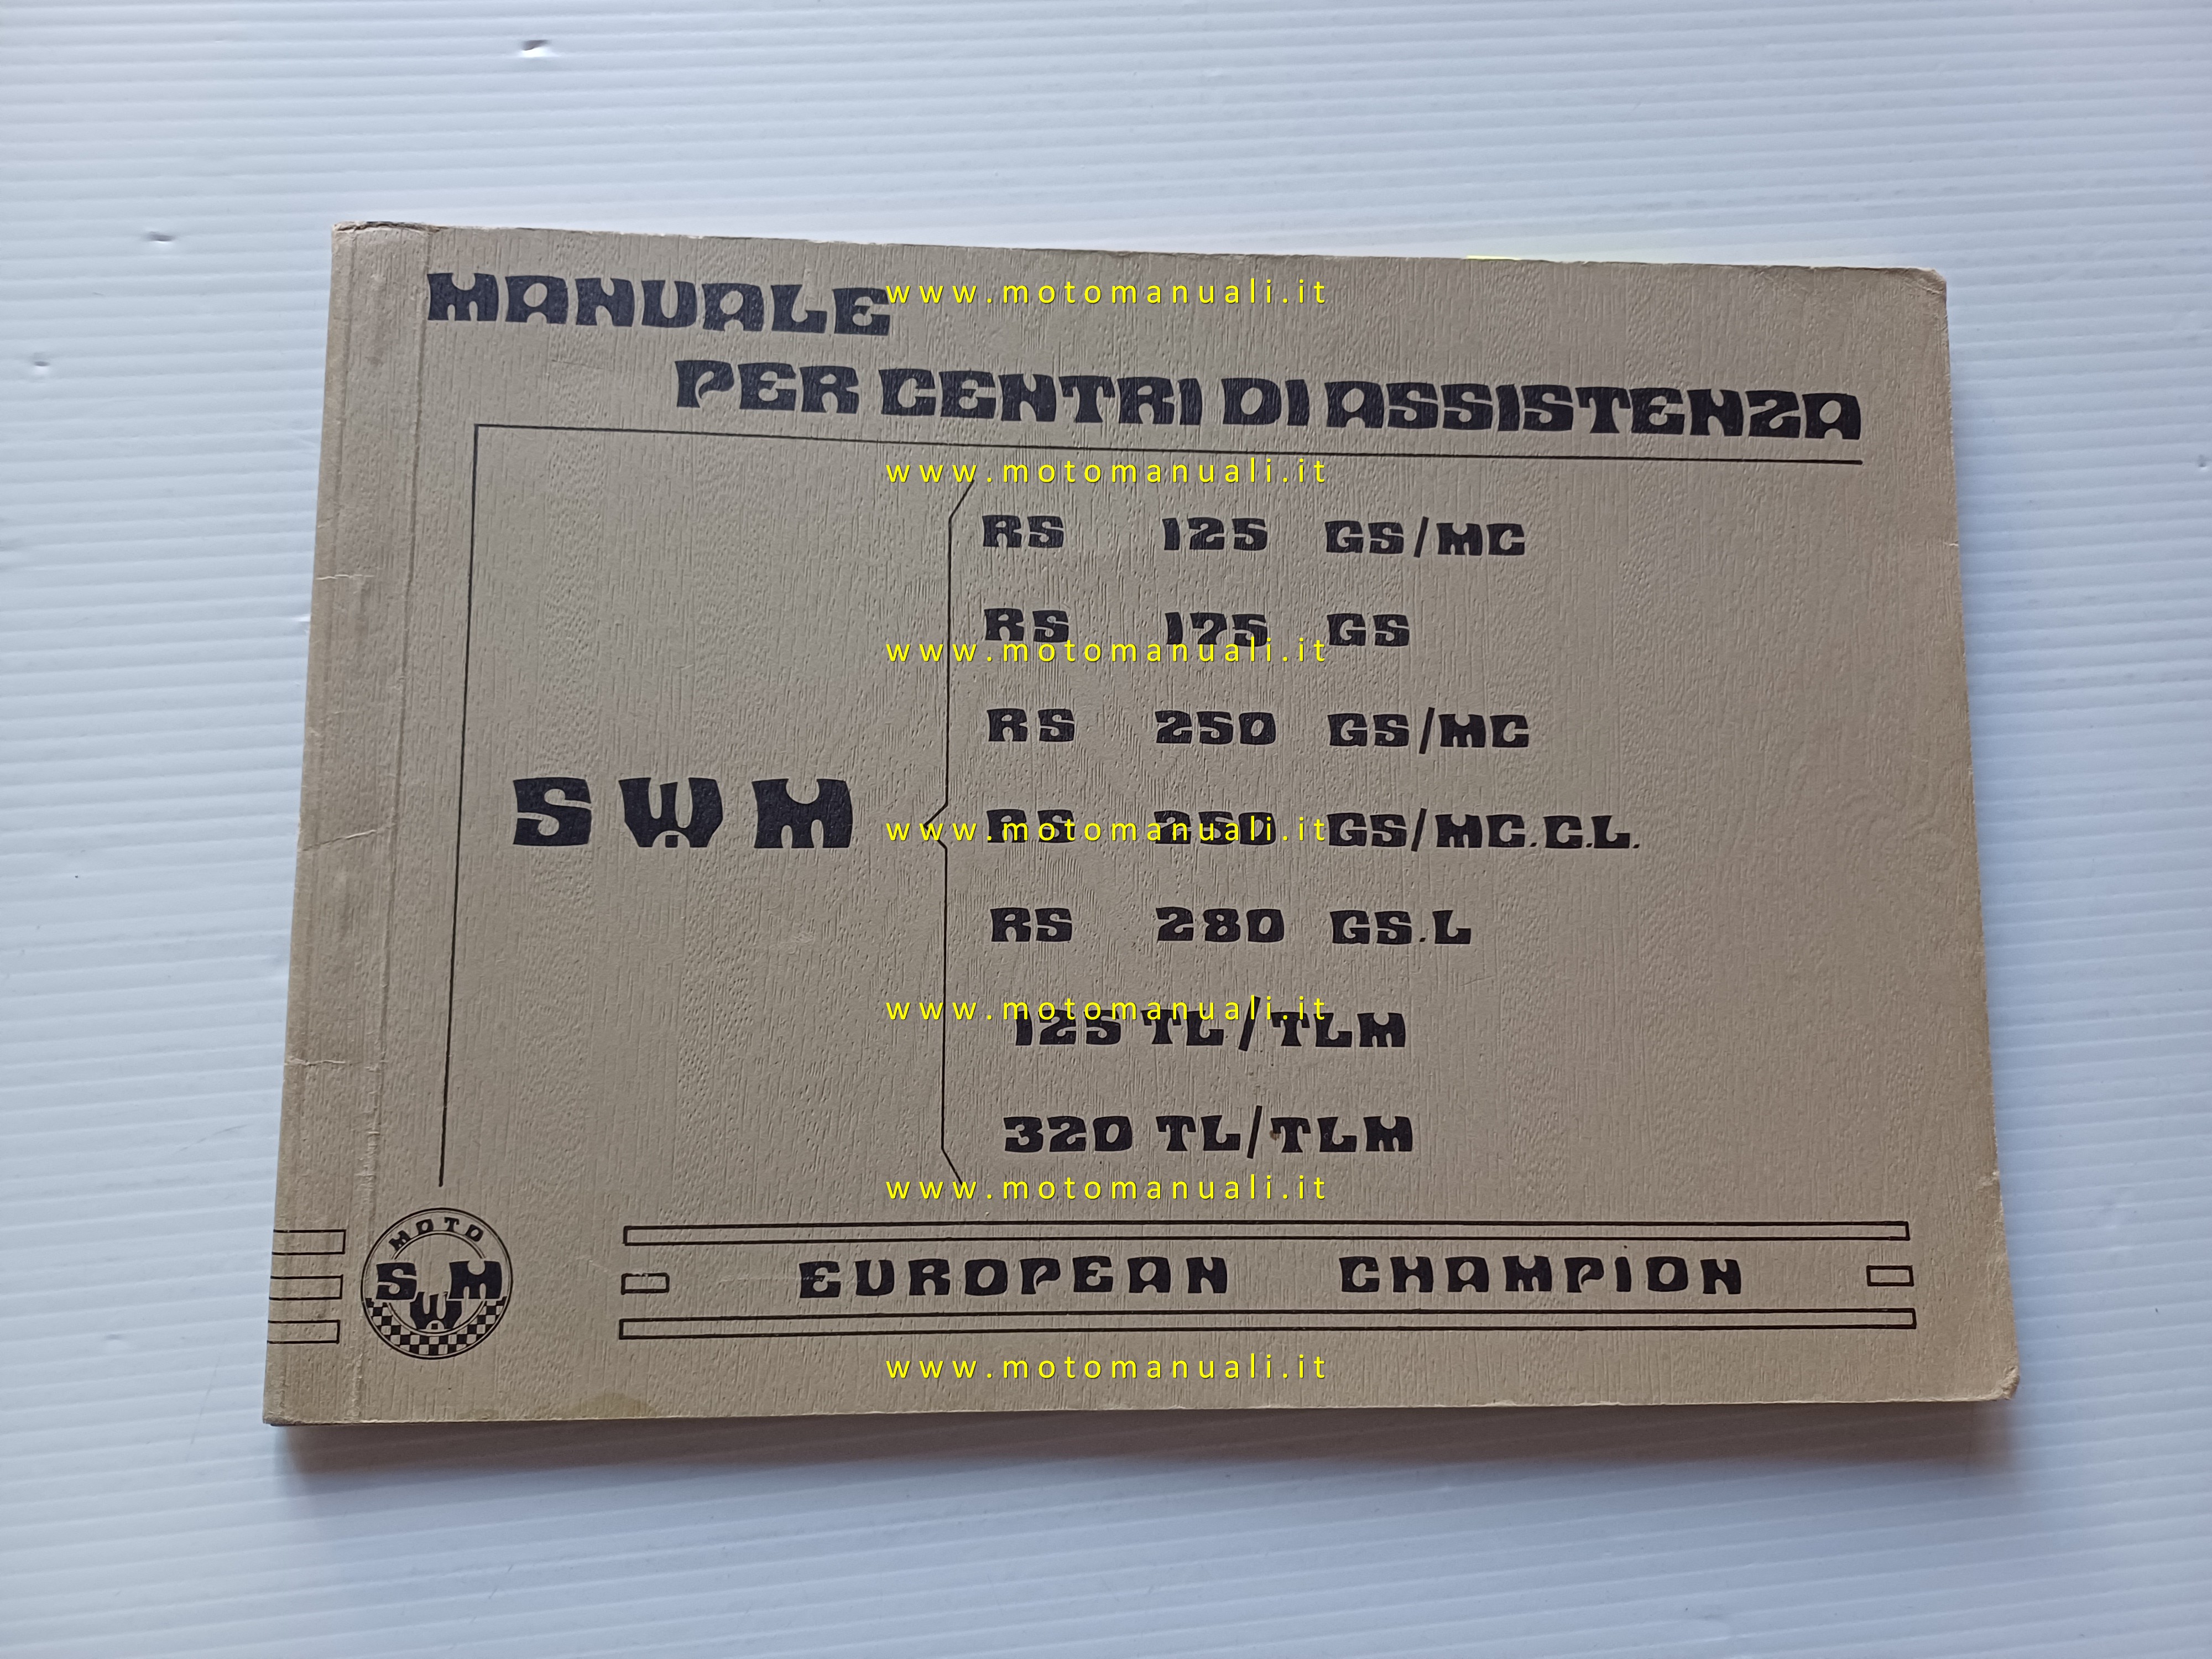 MANUALE
www.motomanuali.it
PER CENTRI DI ASSISTENZA
www.motomanuali.it
RS 125 GS/MC
RS 175 GS
www.motomanuali.it
RS 250 GS/MC
SWM
RS 250 GS/MC.C.L.
www.motomanuali.it
RS 280 GS.L
www.motomanuali.it
125 TL/TLM
320 TL/TLM
www.motomanuali.it
MOTO
SWM
EUROPEAN CHAMPION
www.motomanuali.it